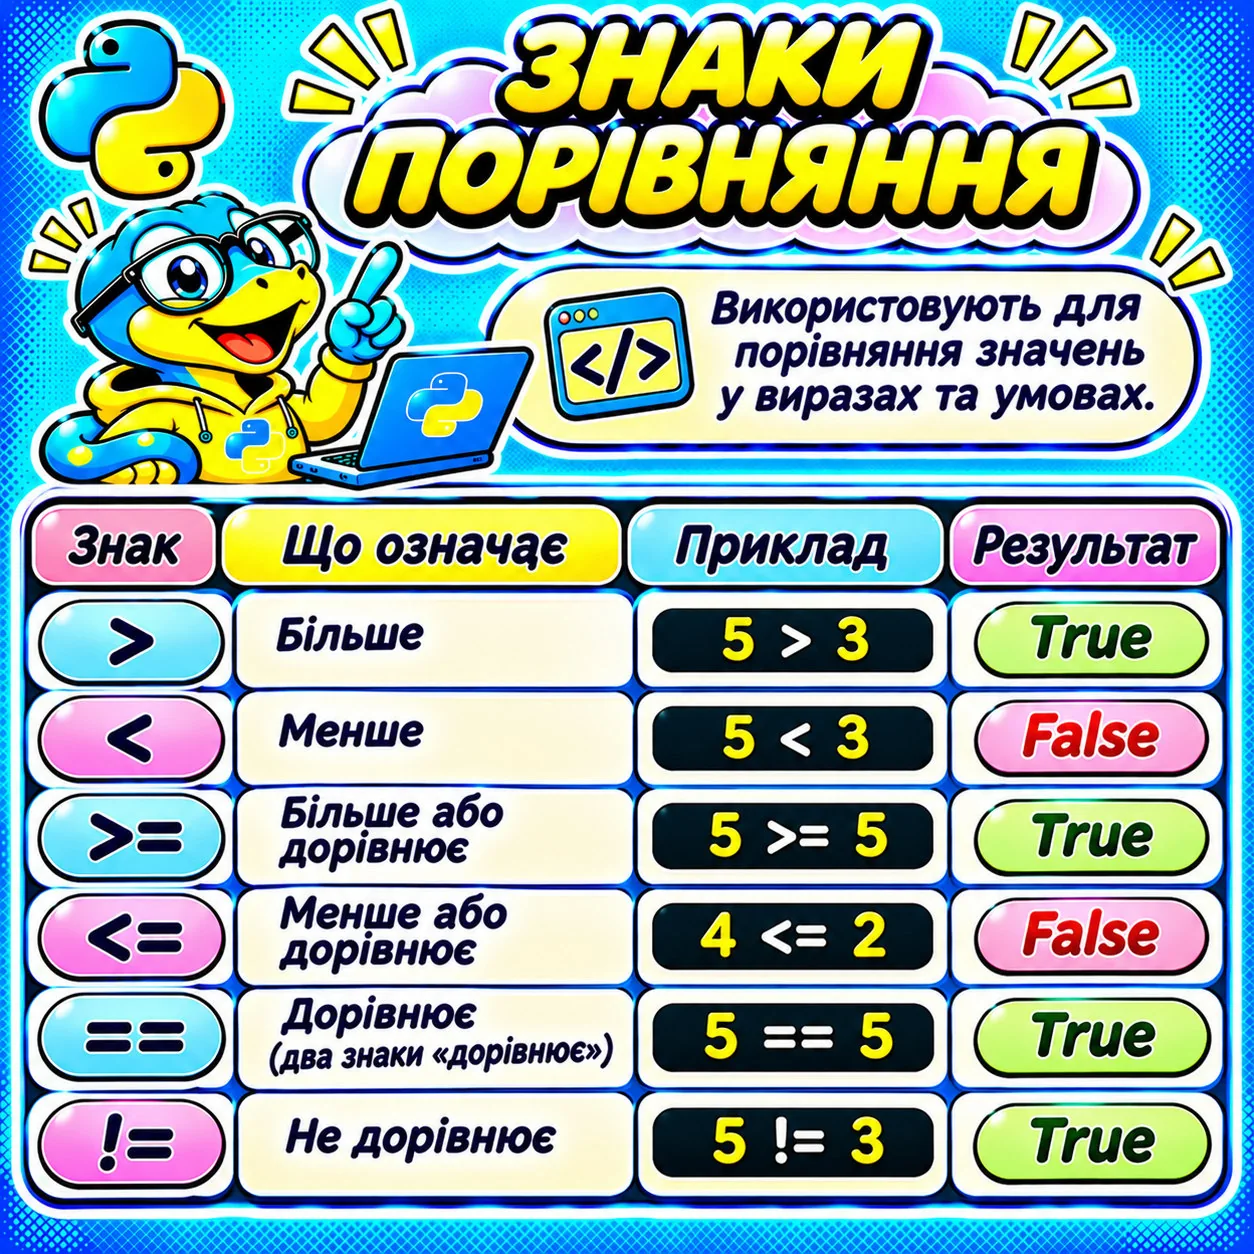 ЗНАКИ
ПОРІВНЯННЯ
</>
Використовують для
порівняння значень
у виразах та умовах.
Знак Що означає Приклад Результат
> Більше 5 > 3 True
< Менше 5 < 3 False
>= Більше або
дорівнює 5 >= 5 True
<= Менше або
дорівнює 4 <= 2 False
== Дорівнює
(два знаки «дорівнює») 5 == 5 True
!= Не дорівнює 5 != 3 True